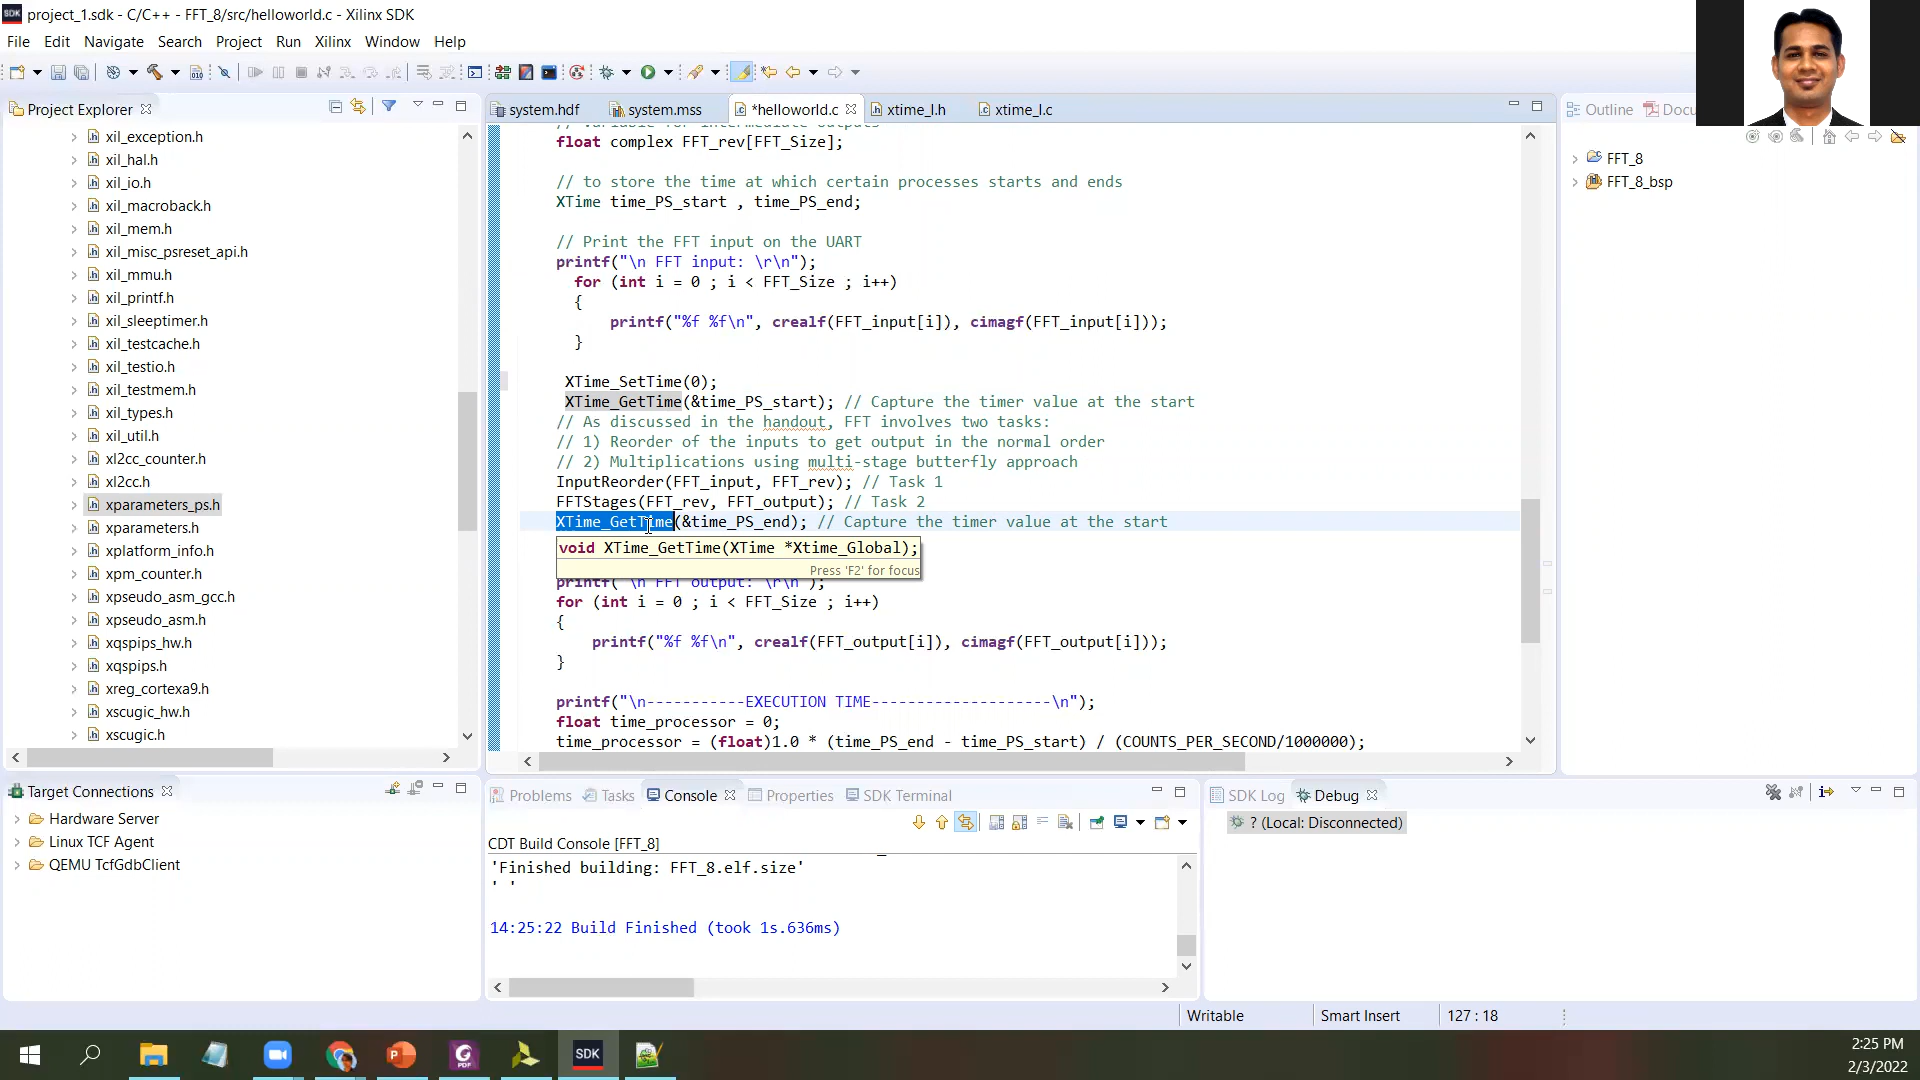 project_1.sdk - C/C++ - FFT_8/src/helloworld.c - Xilinx SDK
File Edit Navigate Search Project Run Xilinx Window Help
Project Explorer
xil_exception.h
xil_hal.h
xil_io.h
xil_macroback.h
xil_mem.h
xil_misc_psreset_api.h
xil_mmu.h
xil_printf.h
xil_sleeptimer.h
xil_testcache.h
xil_testio.h
xil_testmem.h
xil_types.h
xil_util.h
xl2cc_counter.h
xl2cc.h
xparameters_ps.h
xparameters.h
xplatform_info.h
xpm_counter.h
xpseudo_asm_gcc.h
xpseudo_asm.h
xqspips_hw.h
xqspips.h
xreg_cortexa9.h
xscugic_hw.h
xscugic.h
system.hdf system.mss *helloworld.c xtime_l.h xtime_l.c
// variable for intermediate outputs
float complex FFT_rev[FFT_Size];
// to store the time at which certain processes starts and ends
XTime time_PS_start , time_PS_end;
// Print the FFT input on the UART
printf("\n FFT input: \r\n");
for (int i = 0 ; i < FFT_Size ; i++)
{
printf("%f %f\n", crealf(FFT_input[i]), cimagf(FFT_input[i]));
}
XTime_SetTime(0);
XTime_GetTime(&time_PS_start); // Capture the timer value at the start
// As discussed in the handout, FFT involves two tasks:
// 1) Reorder of the inputs to get output in the normal order
// 2) Multiplications using multi-stage butterfly approach
InputReorder(FFT_input, FFT_rev); // Task 1
FFTStages(FFT_rev, FFT_output); // Task 2
XTime_GetTime(&time_PS_end); // Capture the timer value at the start
void XTime_GetTime(XTime *Xtime_Global);
Press 'F2' for focus
printf("\n FFT output: \r\n");
for (int i = 0 ; i < FFT_Size ; i++)
{
printf("%f %f\n", crealf(FFT_output[i]), cimagf(FFT_output[i]));
}
printf("\n-----------EXECUTION TIME--------------------\n");
float time_processor = 0;
time_processor = (float)1.0 * (time_PS_end - time_PS_start) / (COUNTS_PER_SECOND/1000000);
Outline Docu
FFT_8
FFT_8_bsp
Target Connections
Hardware Server
Linux TCF Agent
QEMU TcfGdbClient
Problems Tasks Console Properties SDK Terminal
CDT Build Console [FFT_8]
'Finished building: FFT_8.elf.size'
' '
14:25:22 Build Finished (took 1s.636ms)
SDK Log Debug
? (Local: Disconnected)
Writable Smart Insert 127 : 18
SDK
PDF
2:25 PM
2/3/2022